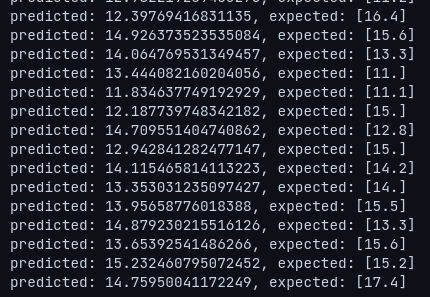 predicted: 12.39769416831135, expected: [16.4]
predicted: 14.926373523535084, expected: [15.6]
predicted: 14.064769531349457, expected: [13.3]
predicted: 13.444082160204056, expected: [11.]
predicted: 11.834637749192929, expected: [11.1]
predicted: 12.187739748342182, expected: [15.]
predicted: 14.709551404740862, expected: [12.8]
predicted: 12.942841282477147, expected: [15.]
predicted: 14.115465814113223, expected: [14.2]
predicted: 13.353031235097427, expected: [14.]
predicted: 13.95658776018388, expected: [15.5]
predicted: 14.879230215516126, expected: [13.3]
predicted: 13.65392541486266, expected: [15.6]
predicted: 15.232460795072452, expected: [15.2]
predicted: 14.75950041172249, expected: [17.4]